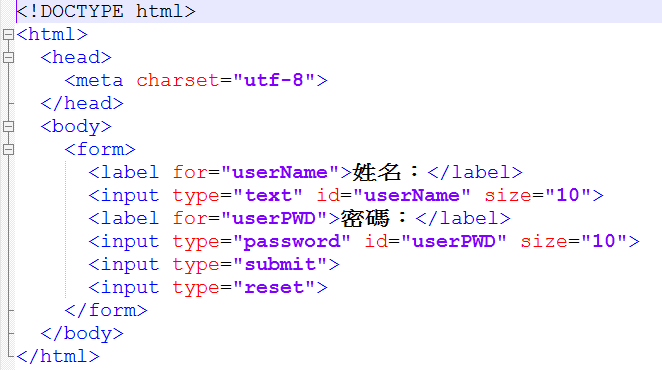 <!DOCTYPE html>
<html>
  <head>
    <meta charset="utf-8">
  </head>
  <body>
    <form>
      <label for="userName">姓名：</label>
      <input type="text" id="userName" size="10">
      <label for="userPWD">密碼：</label>
      <input type="password" id="userPWD" size="10">
      <input type="submit">
      <input type="reset">
    </form>
  </body>
</html>